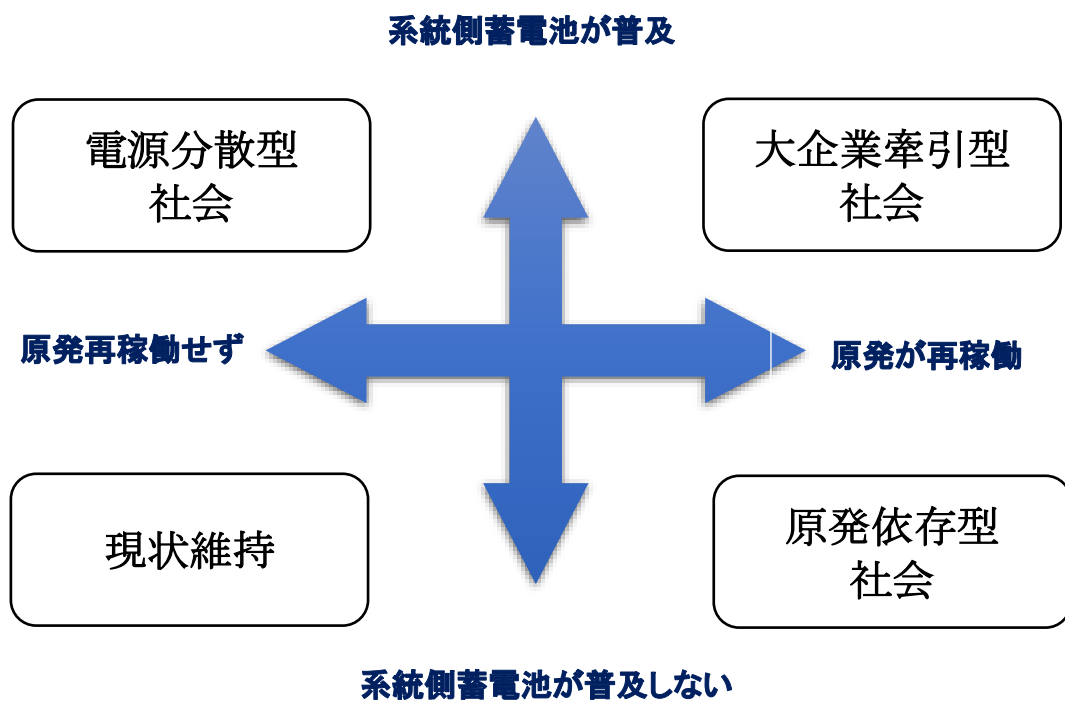 系統側蓄電池が普及
電源分散型
社会
大企業牽引型
社会
原発再稼働せず
原発が再稼働
現状維持
原発依存型
社会
系統側蓄電池が普及しない